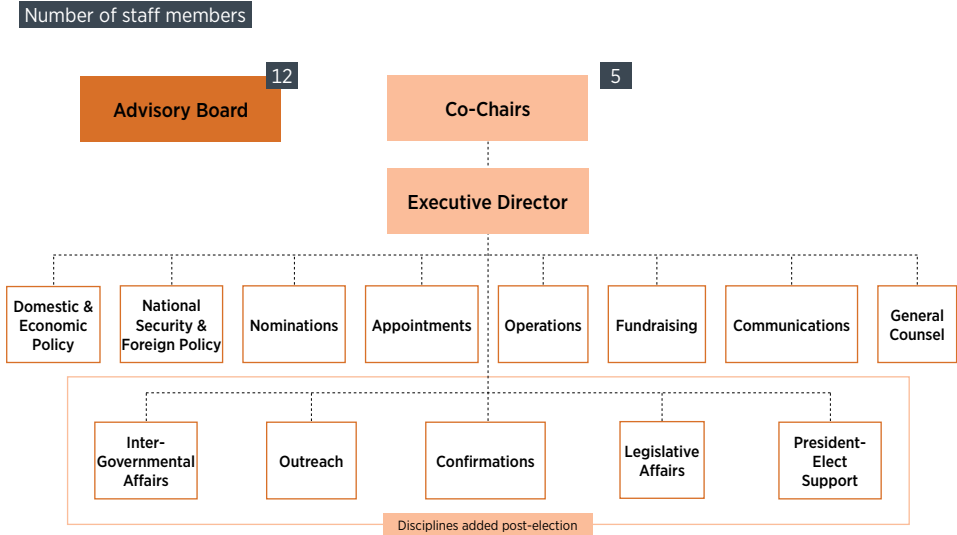 Number of staff members
12
5
Advisory Board
Co-Chairs
Executive Director
Domestic &
Economic
Policy
National
Security &
Foreign Policy
Nominations
Appointments
Operations
Fundraising
Communications
General
Counsel
Inter-
Governmental
Affairs
Outreach
Confirmations
Legislative
Affairs
President-
Elect
Support
Disciplines added post-election